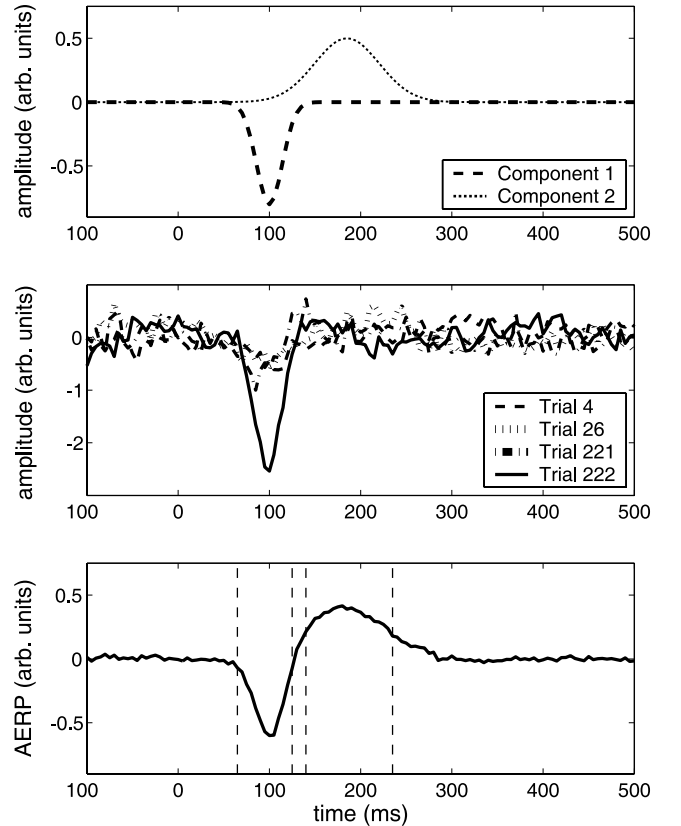 amplitude (arb. units)
0.5
0
-0.5
Component 1
Component 2
100 0 100 200 300 400 500
amplitude (arb. units)
0
-1
-2
Trial 4
Trial 26
Trial 221
Trial 222
100 0 100 200 300 400 500
AERP (arb. units)
0.5
0
-0.5
100 0 100 200 300 400 500
time (ms)